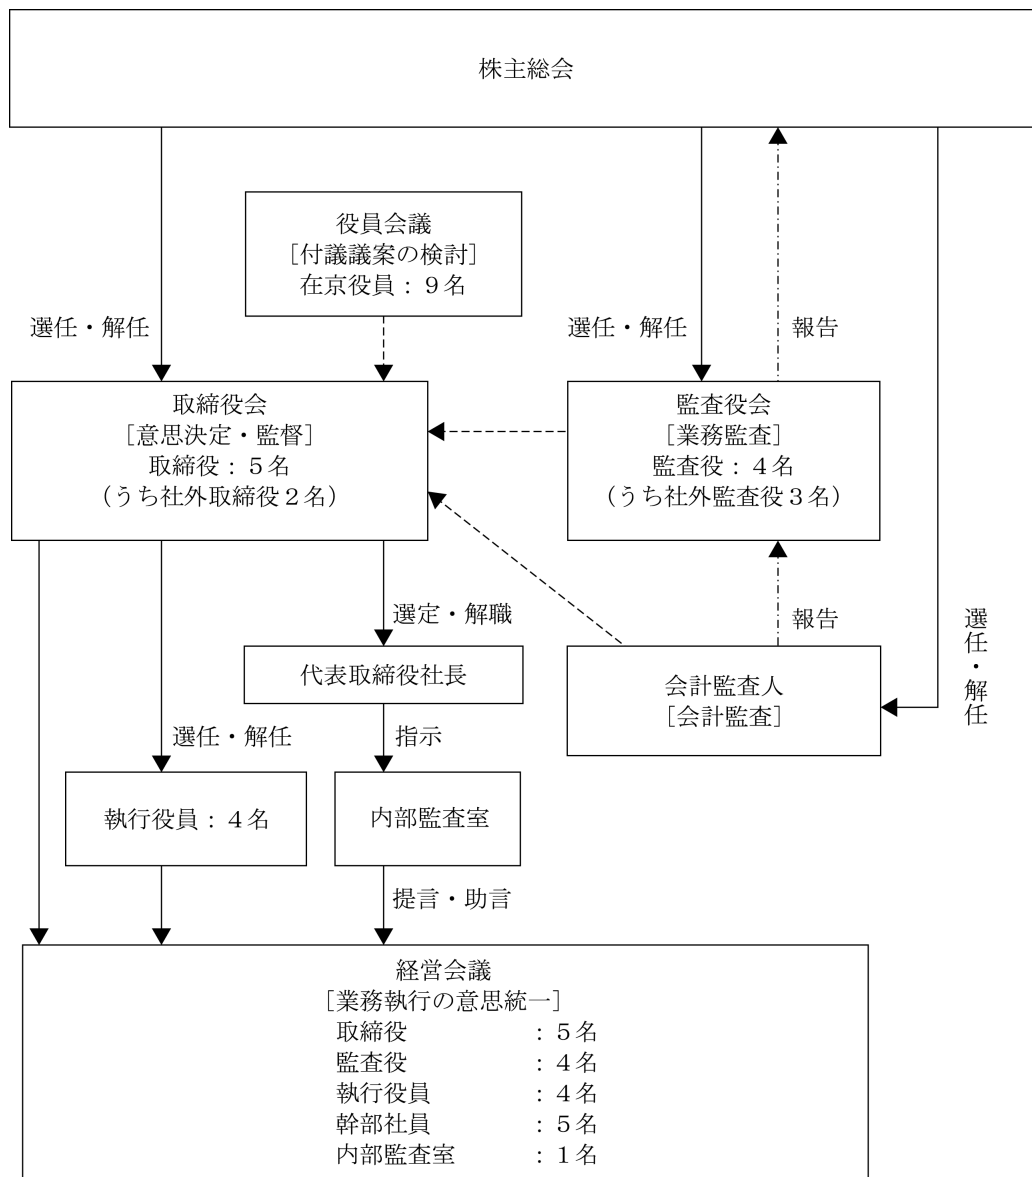 株主総会
役員会議
［付議議案の検討］
在京役員：９名
選任・解任
選任・解任
報告
取締役会
［意思決定・監督］
取締役：５名
（うち社外取締役２名）
監査役会
［業務監査］
監査役：４名
（うち社外監査役３名）
選定・解職
報告
選任・解任
代表取締役社長
会計監査人
［会計監査］
選任・解任
指示
執行役員：４名
内部監査室
提言・助言
経営会議
［業務執行の意思統一］
取締役　　　　：５名
監査役　　　　：４名
執行役員　　　：４名
幹部社員　　　：５名
内部監査室　　：１名